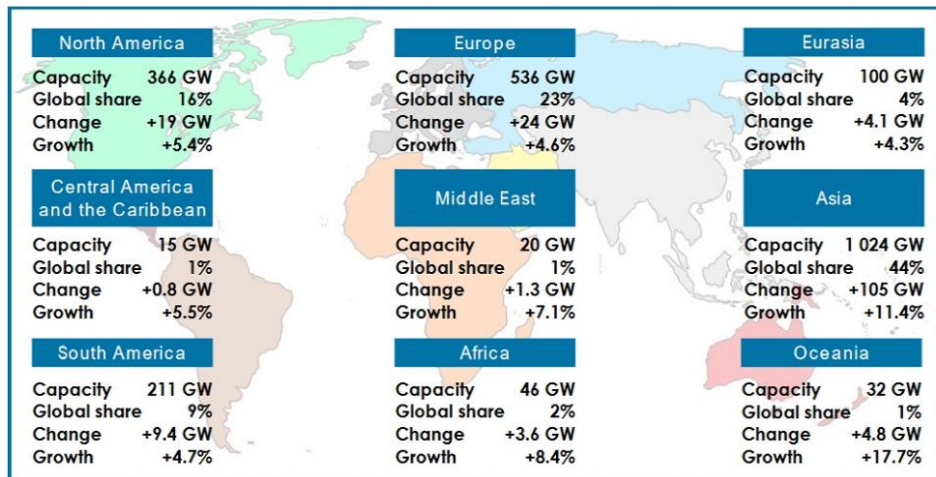 North America
Capacity 366 GW
Global share 16%
Change +19 GW
Growth +5.4%
Europe
Capacity 536 GW
Global share 23%
Change +24 GW
Growth +4.6%
Eurasia
Capacity 100 GW
Global share 4%
Change +4.1 GW
Growth +4.3%
Central America
and the Caribbean
Capacity 15 GW
Global share 1%
Change +0.8 GW
Growth +5.5%
Middle East
Capacity 20 GW
Global share 1%
Change +1.3 GW
Growth +7.1%
Asia
Capacity 1 024 GW
Global share 44%
Change +105 GW
Growth +11.4%
South America
Capacity 211 GW
Global share 9%
Change +9.4 GW
Growth +4.7%
Africa
Capacity 46 GW
Global share 2%
Change +3.6 GW
Growth +8.4%
Oceania
Capacity 32 GW
Global share 1%
Change +4.8 GW
Growth +17.7%